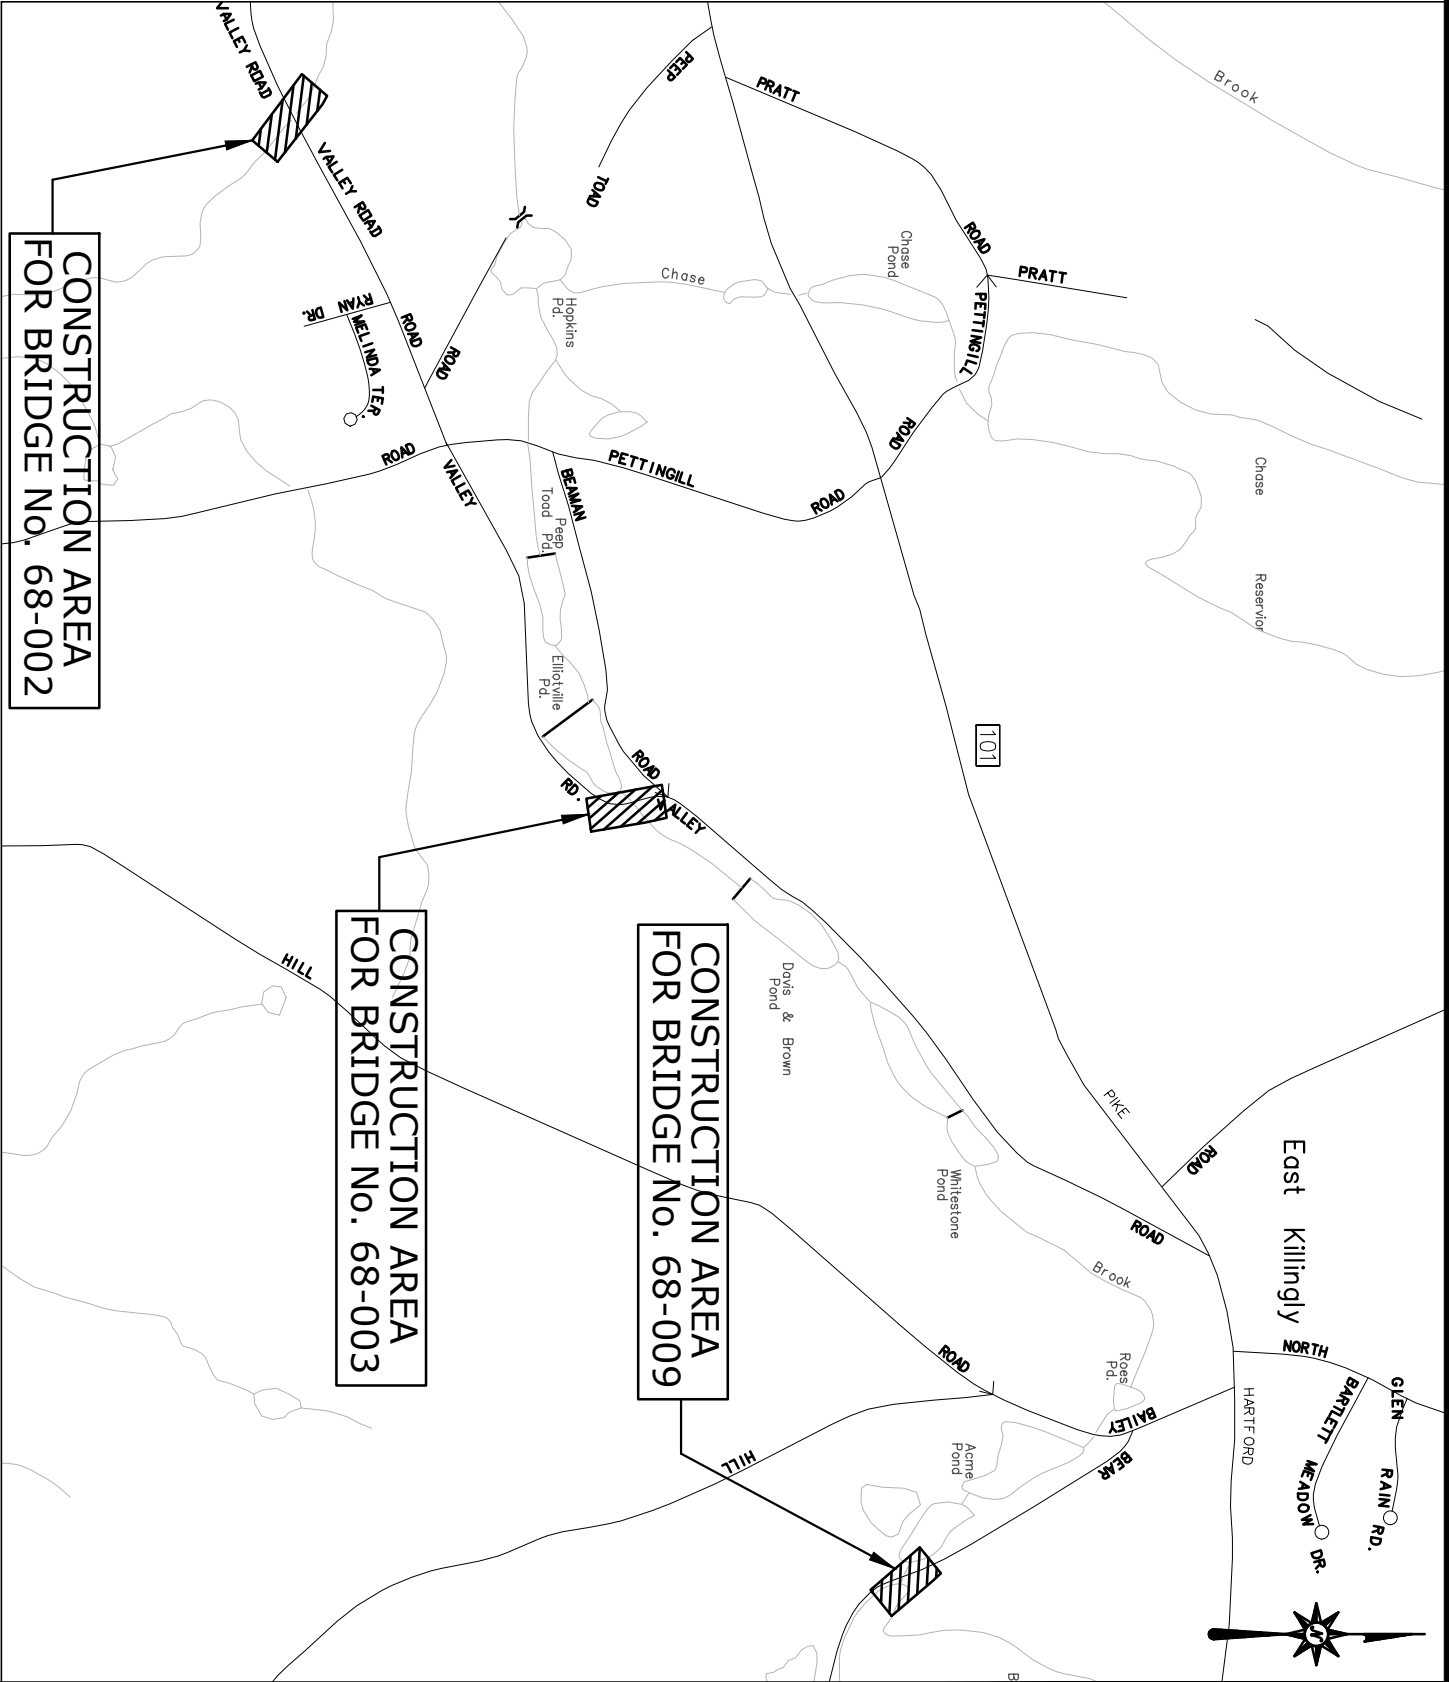 Brook
VALLEY ROAD
PEEP
TOAD
ROAD
PRATT
ROAD
PRATT
PETTINGILL
ROAD
Chase
Pond
Chase
Hopkins
Pd.
VALLEY ROAD
ROAD
RYAN DR.
MELINDA TER.
ROAD
VALLEY
PETTINGILL
ROAD
BEAMAN
Peep
Toad Pd.
Chase
Reservior
Elliotville
Pd.
101
ROAD
RD.
VALLEY
CONSTRUCTION AREA
FOR BRIDGE No. 68-002
CONSTRUCTION AREA
FOR BRIDGE No. 68-003
CONSTRUCTION AREA
FOR BRIDGE No. 68-009
Davis & Brown
Pond
HILL
PIKE
ROAD
East Killingly
Whitestone
Pond
ROAD
Brook
NORTH
GLEN
RAIN RD.
BARTLETT
MEADOW DR.
Roes
Pd.
ROAD
BAILEY
HARTFORD
BEAR
HILL
Acme
Pond
N
B